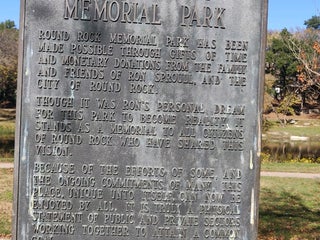 MEMORIAL PARK
ROUND ROCK MEMORIAL PARK HAS BEEN
MADE POSSIBLE THROUGH GIFTS OF TIME
AND MONETARY DONATIONS FROM THE FAMILY
AND FRIENDS OF RON SPROULL, AND THE
CITY OF ROUND ROCK.
THOUGH IT WAS RON'S PERSONAL DREAM
FOR THIS PARK TO BECOME REALITY, IT
STANDS AS A MEMORIAL TO ALL CITIZENS
OF ROUND ROCK WHO HAVE SHARED THIS
VISION.
BECAUSE OF THE EFFORTS OF SOME, AND
THE ONGOING COMMITMENTS OF MANY, THIS
PLACE UNIQUE UNTO ITSELF CAN NOW BE
ENJOYED BY ALL. IT IS TRULY A
STATEMENT OF PUBLIC AND PRIVATE SECTORS
WORKING TOGETHER TO ATTAIN A COMMON